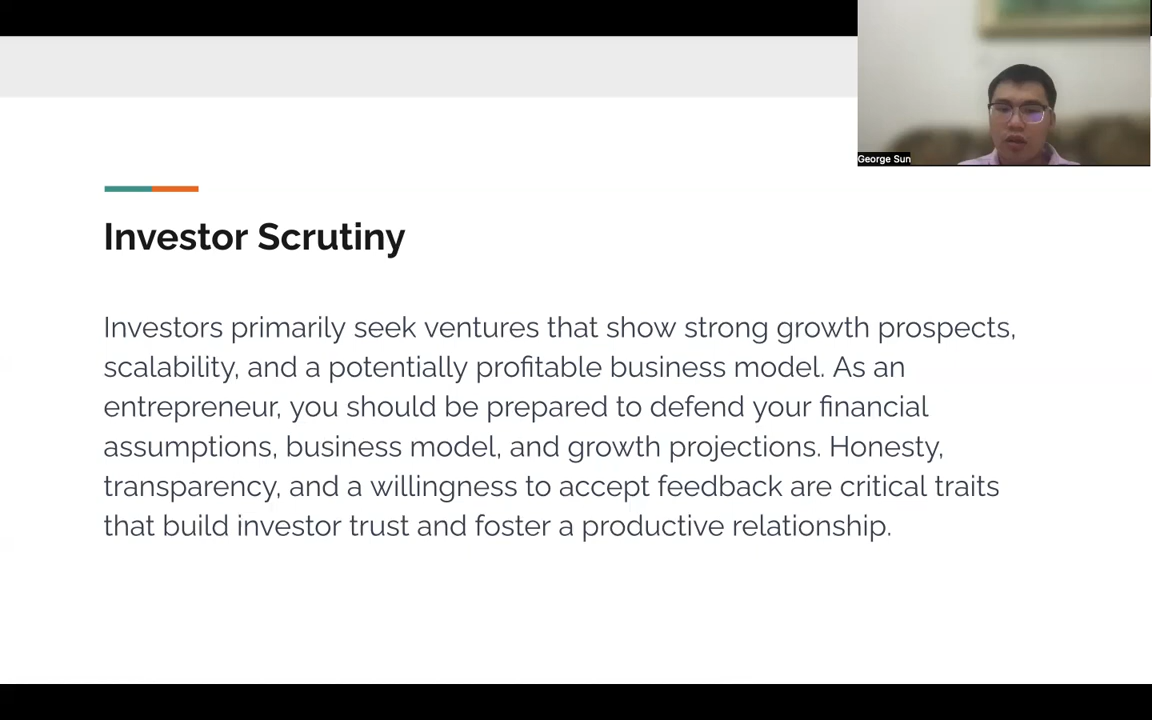 George Sun
Investor Scrutiny
Investors primarily seek ventures that show strong growth prospects,
scalability, and a potentially profitable business model. As an
entrepreneur, you should be prepared to defend your financial
assumptions, business model, and growth projections. Honesty,
transparency, and a willingness to accept feedback are critical traits
that build investor trust and foster a productive relationship.